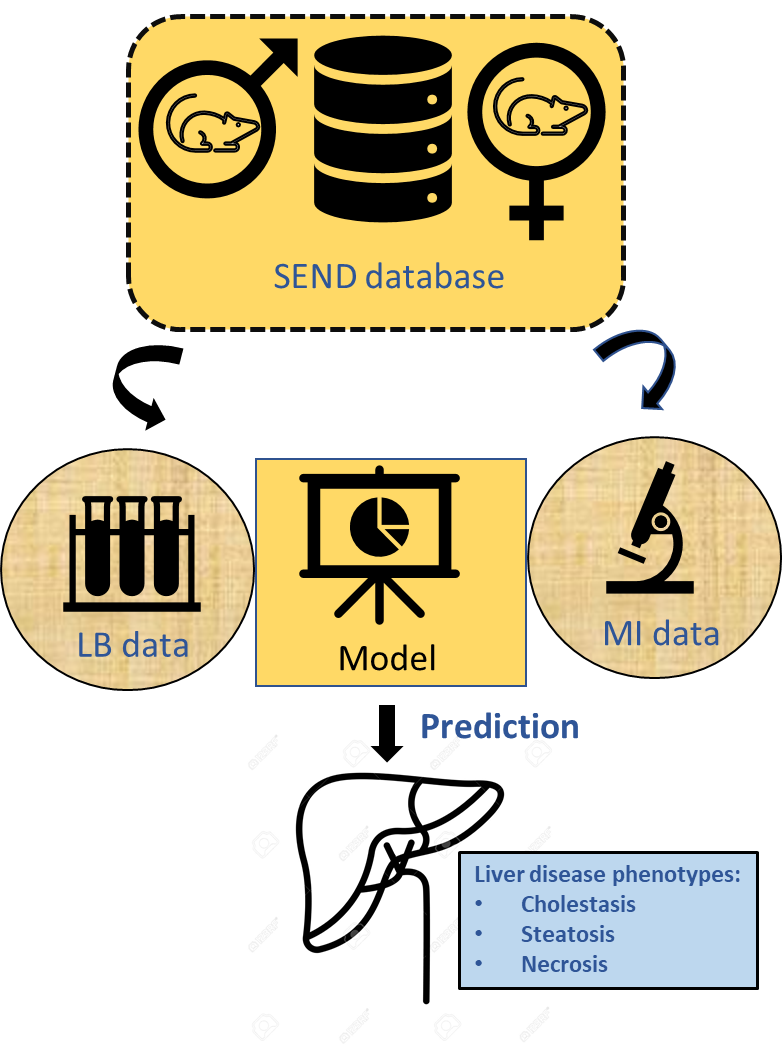 SEND database
LB data
Model
MI data
Prediction
Liver disease phenotypes:
• Cholestasis
• Steatosis
• Necrosis